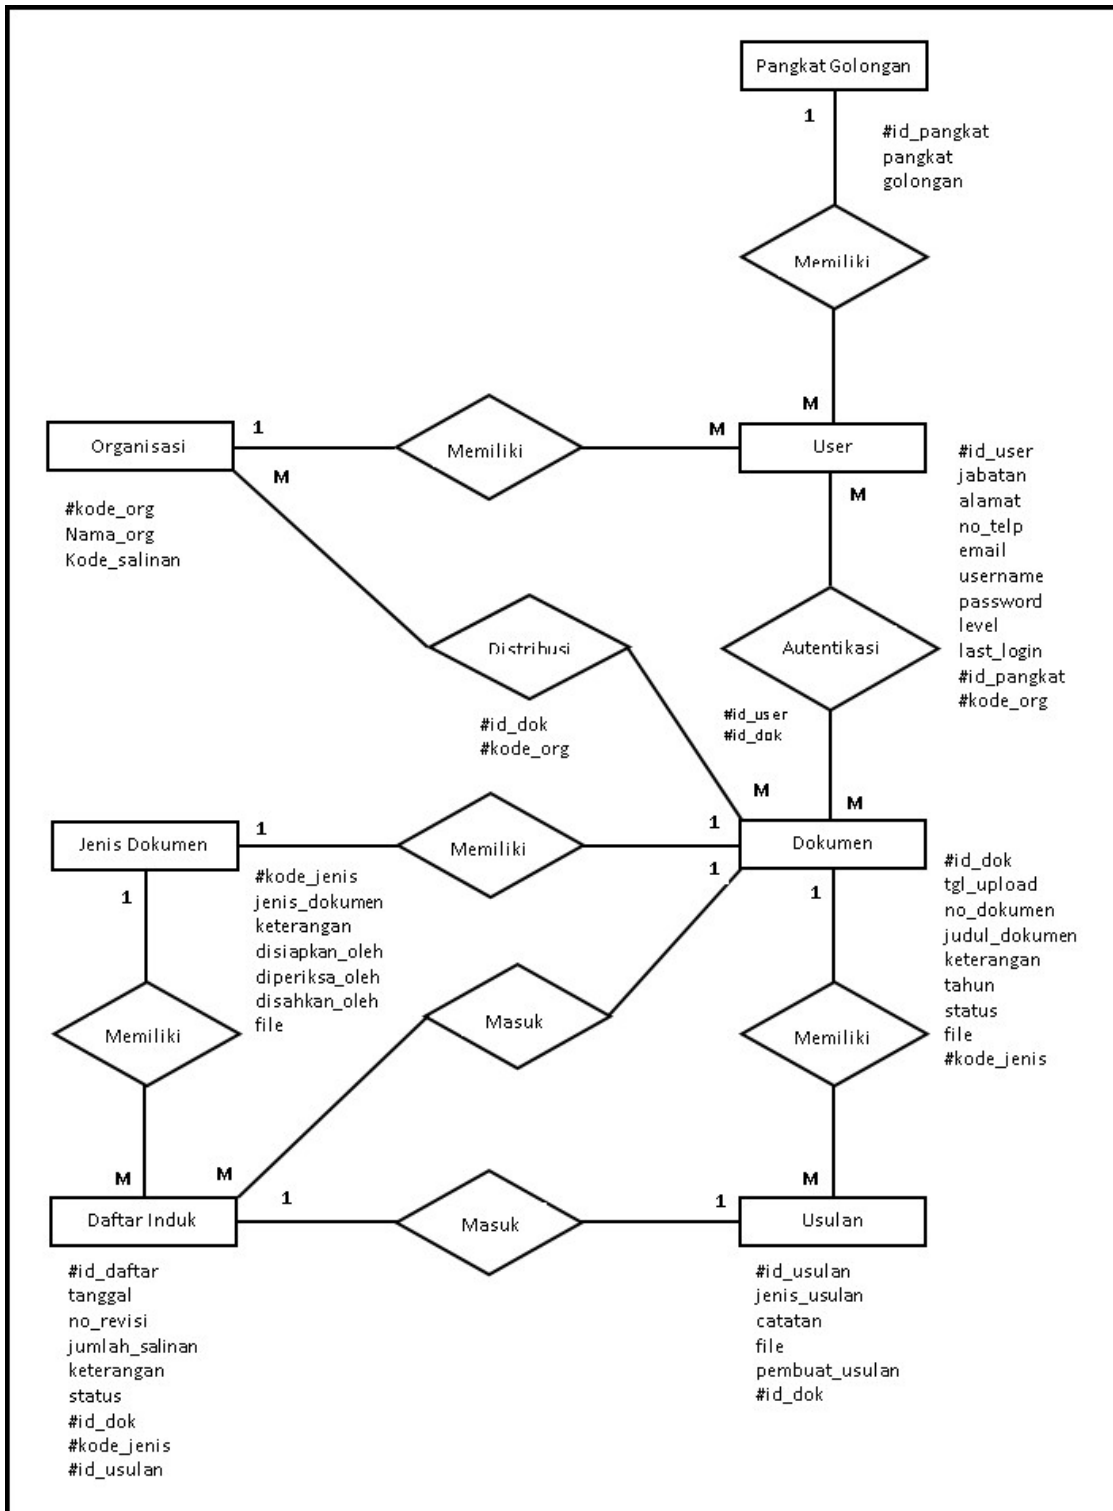 Pangkat Golongan
1
#id_pangkat
pangkat
golongan
Memiliki
M
Organisasi
1
Memiliki
M
User
M
M
#kode_org
Nama_org
Kode_salinan
#id_user
jabatan
alamat
no_telp
email
username
password
level
last_login
#id_pangkat
#kode_org
Distribusi
#id_dok
#kode_org
Autentikasi
#id_user
#id_dok
M
M
Jenis Dokumen
1
Memiliki
1
Dokumen
1
1
1
#kode_jenis
jenis_dokumen
keterangan
disiapkan_oleh
diperiksa_oleh
disahkan_oleh
file
#id_dok
tgl_upload
no_dokumen
judul_dokumen
keterangan
tahun
status
file
#kode_jenis
Memiliki
Masuk
Memiliki
M
M
M
Daftar Induk
1
Masuk
1
Usulan
#id_daftar
tanggal
no_revisi
jumlah_salinan
keterangan
status
#id_dok
#kode_jenis
#id_usulan
#id_usulan
jenis_usulan
catatan
file
pembuat_usulan
#id_dok